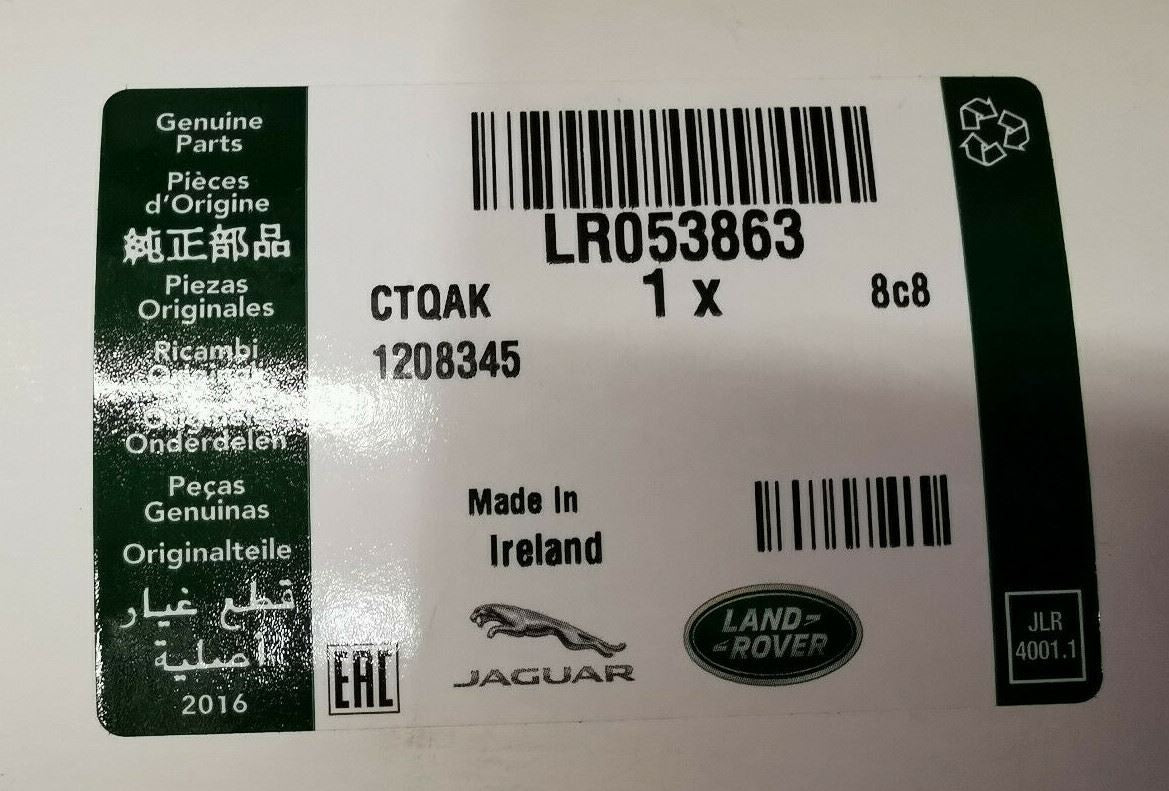 Genuine
Parts
Pièces
d'Origine
純正部品
Piezas
Originales
Ricambi
Onderdelen
Peças
Genuinas
Originalteile
قطع غيار
أصلية
2016
LR053863
1 x
CTQAK
8c8
1208345
Made In
Ireland
EAC
JAGUAR
LAND
ROVER
JLR
4001.1